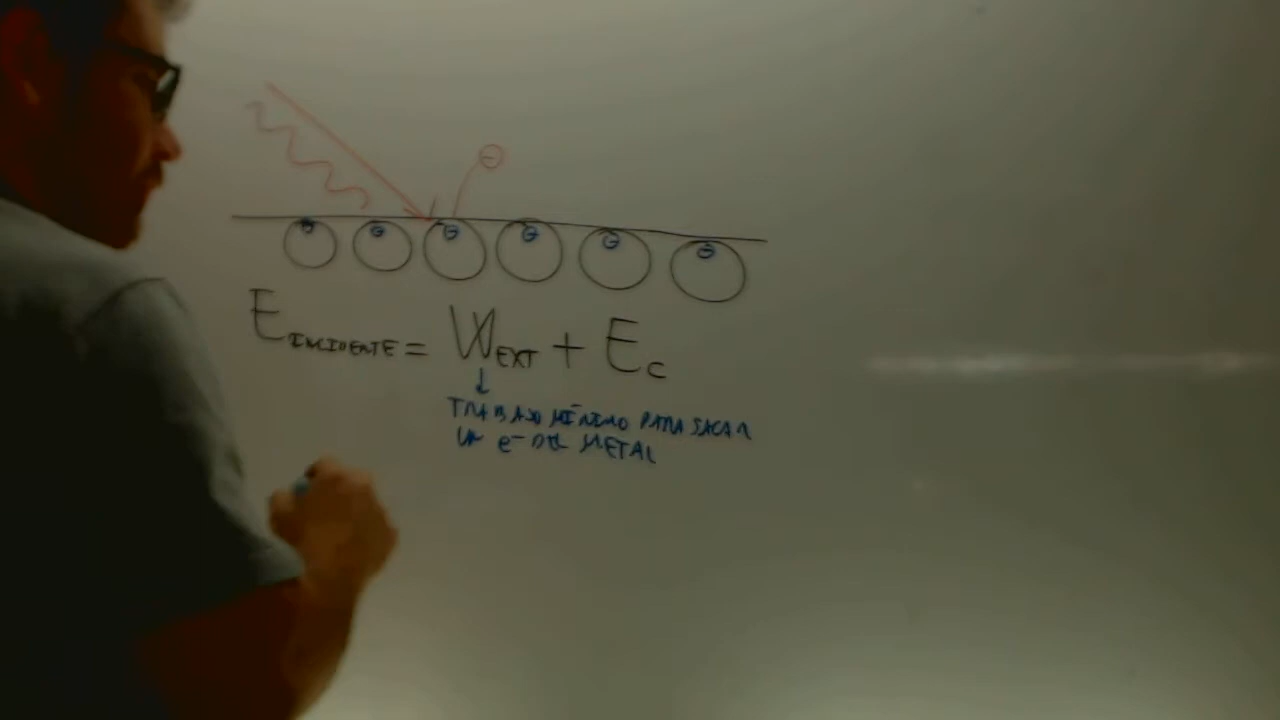 E INCIDENTE = W EXT + E C
TRABAJO MÍNIMO PARA SACAR
UN e- DEL METAL